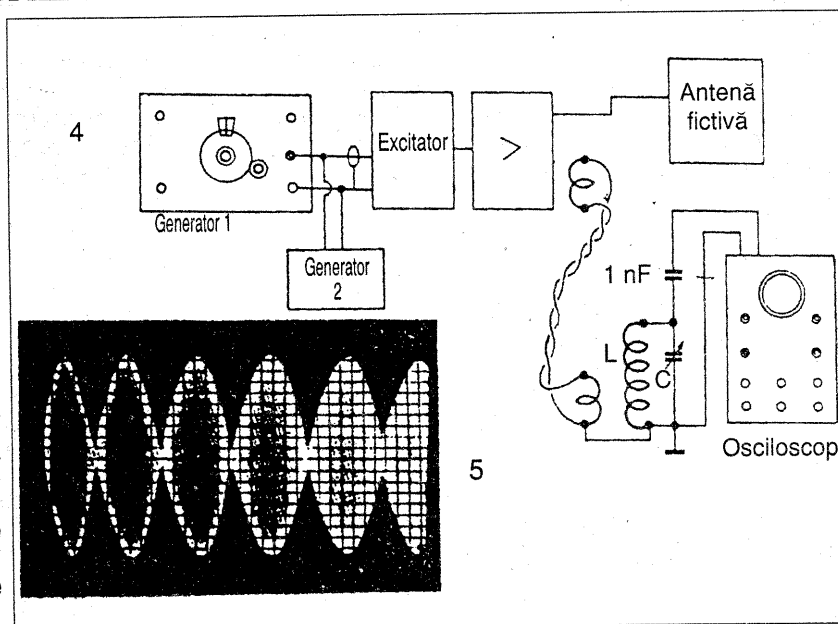 4
Generator 1
Generator
2
Excitator
>
Antenă
fictivă
1 nF
L
C
Osciloscop
5